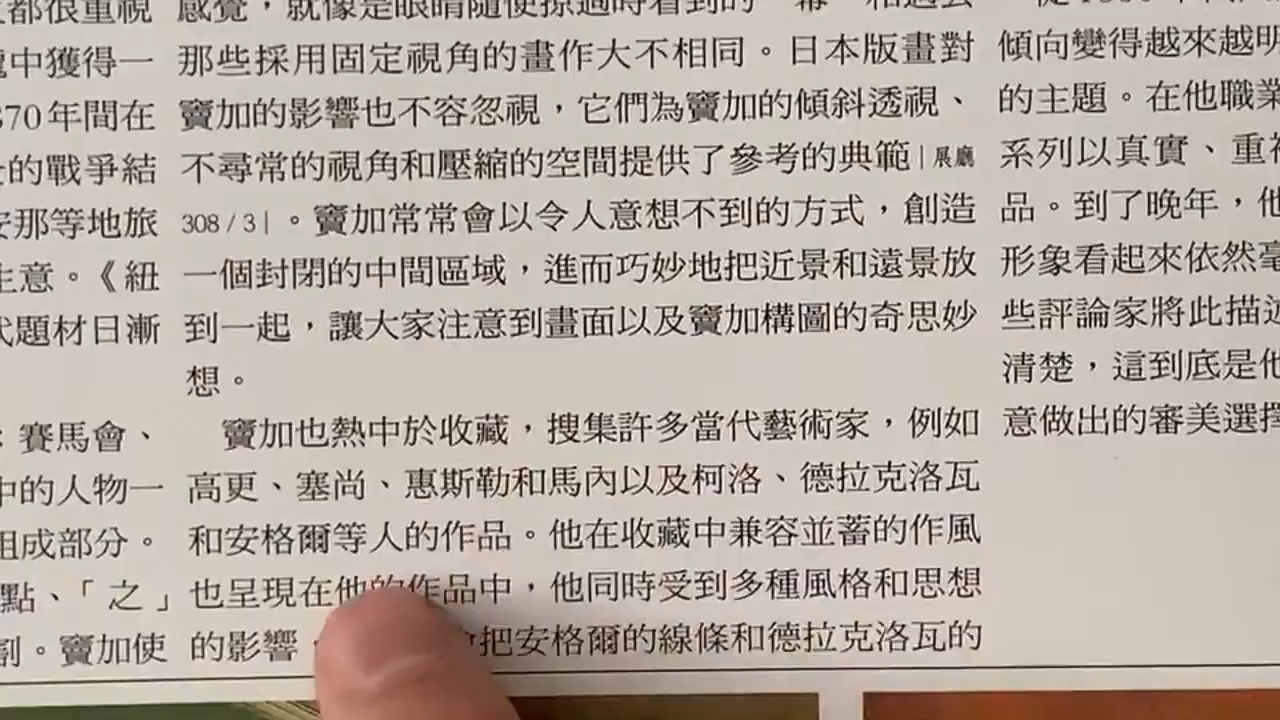 都很重視
中獲得一
870年間在
的戰爭結
安那等地旅
生意。《紐
代題材日漸
：賽馬會、
中的人物一
組成部分。
點、「之」
割。竇加使
感覺，就像是眼睛隨便掠過時看到的一幕
那些採用固定視角的畫作大不相同。日本版畫對
竇加的影響也不容忽視，它們為竇加的傾斜透視、
不尋常的視角和壓縮的空間提供了參考的典範 | 展廳
308 / 3 | 。竇加常常會以令人意想不到的方式，創造
一個封閉的中間區域，進而巧妙地把近景和遠景放
到一起，讓大家注意到畫面以及竇加構圖的奇思妙
想。
竇加也熱中於收藏，搜集許多當代藝術家，例如
高更、塞尚、惠斯勒和馬內以及柯洛、德拉克洛瓦
和安格爾等人的作品。他在收藏中兼容並蓄的作風
也呈現在他的作品中，他同時受到多種風格和思想
的影響
把安格爾的線條和德拉克洛瓦的
傾向變得越來越明
的主題。在他職業
系列以真實、重
品。到了晚年，他
形象看起來依然毫
些評論家將此描述
清楚，這到底是他
意做出的審美選擇